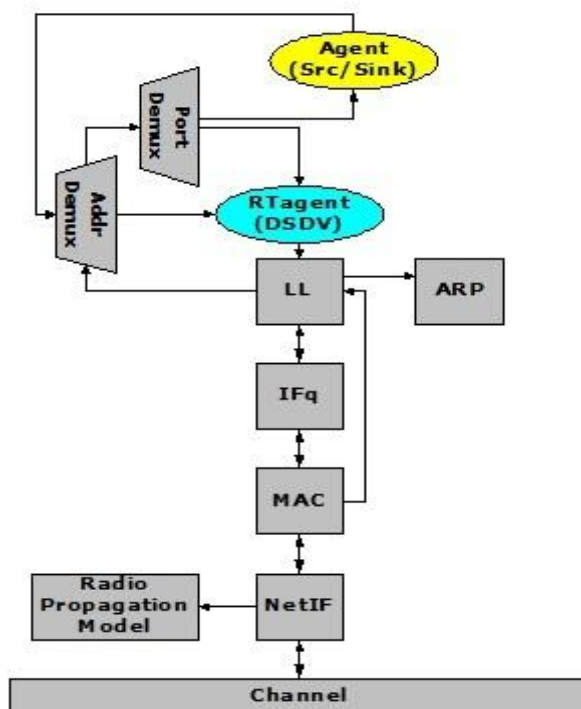 Agent
(Src/Sink)
Port
Demux
Addr
Demux
RTagent
(DSDV)
LL
ARP
IFq
MAC
Radio
Propagation
Model
NetIF
Channel